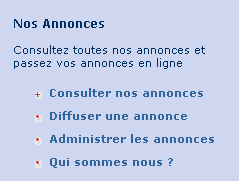 Nos Annonces
Consultez toutes nos annonces et
passez vos annonces en ligne
Consulter nos annonces
Diffuser une annonce
Administrer les annonces
Qui sommes nous ?